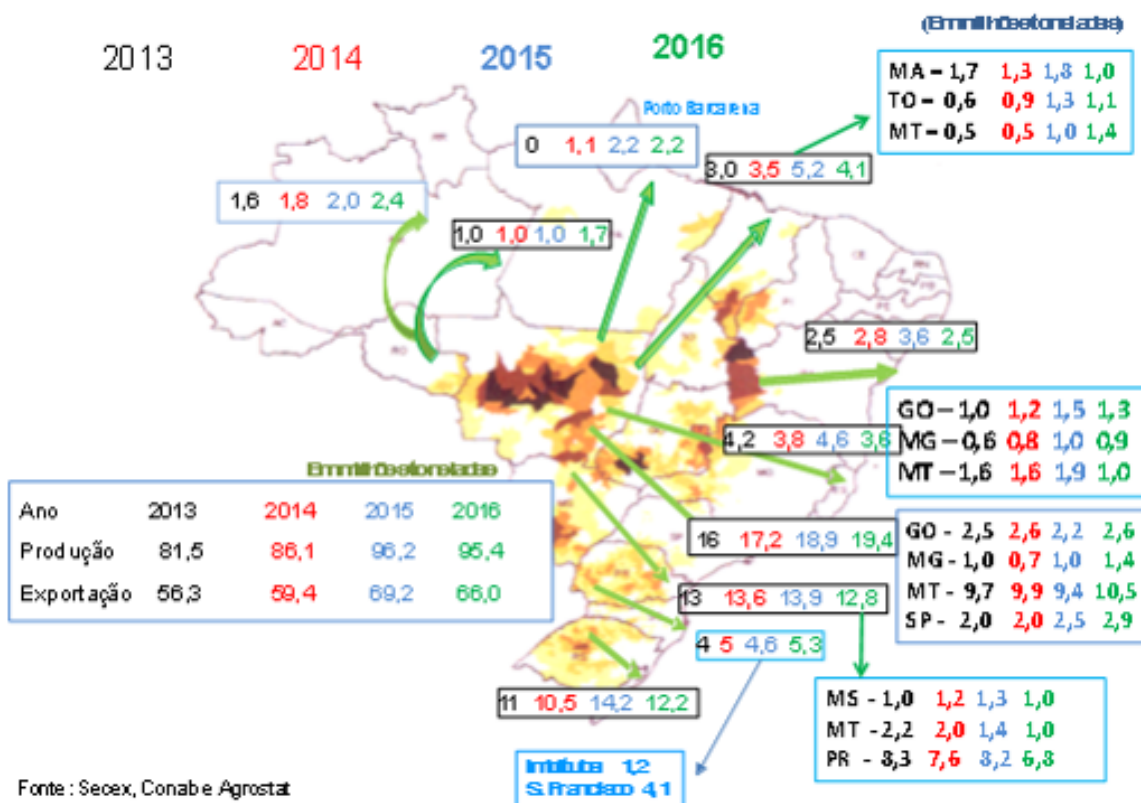 2013 2014 2015 2016
(Em milhões toneladas)
MA – 1,7 1,3 1,8 1,0
TO – 0,6 0,9 1,3 1,1
MT – 0,5 0,5 1,0 1,4
Porto Barcarena
0 1,1 2,2 2,2
3,0 3,5 5,2 4,1
1,6 1,8 2,0 2,4
1,0 1,0 1,0 1,7
2,5 2,8 3,6 2,5
GO – 1,0 1,2 1,5 1,3
MG – 0,6 0,8 1,0 0,9
MT – 1,6 1,6 1,9 1,0
4,2 3,8 4,6 3,6
Em milhões toneladas
Ano 2013 2014 2015 2016
Produção 81,5 86,1 96,2 95,4
Exportação 56,3 59,4 69,2 66,0
16 17,2 18,9 19,4
GO - 2,5 2,6 2,2 2,6
MG - 1,0 0,7 1,0 1,4
MT - 9,7 9,9 9,4 10,5
SP - 2,0 2,0 2,5 2,9
13 13,6 13,9 12,8
4 5 4,6 5,3
11 10,5 14,2 12,2
MS - 1,0 1,2 1,3 1,0
MT - 2,2 2,0 1,4 1,0
PR - 8,3 7,6 8,2 6,8
Imbituba 1,2
S. Francisco 4,1
Fonte : Secex, Conab e Agrostat